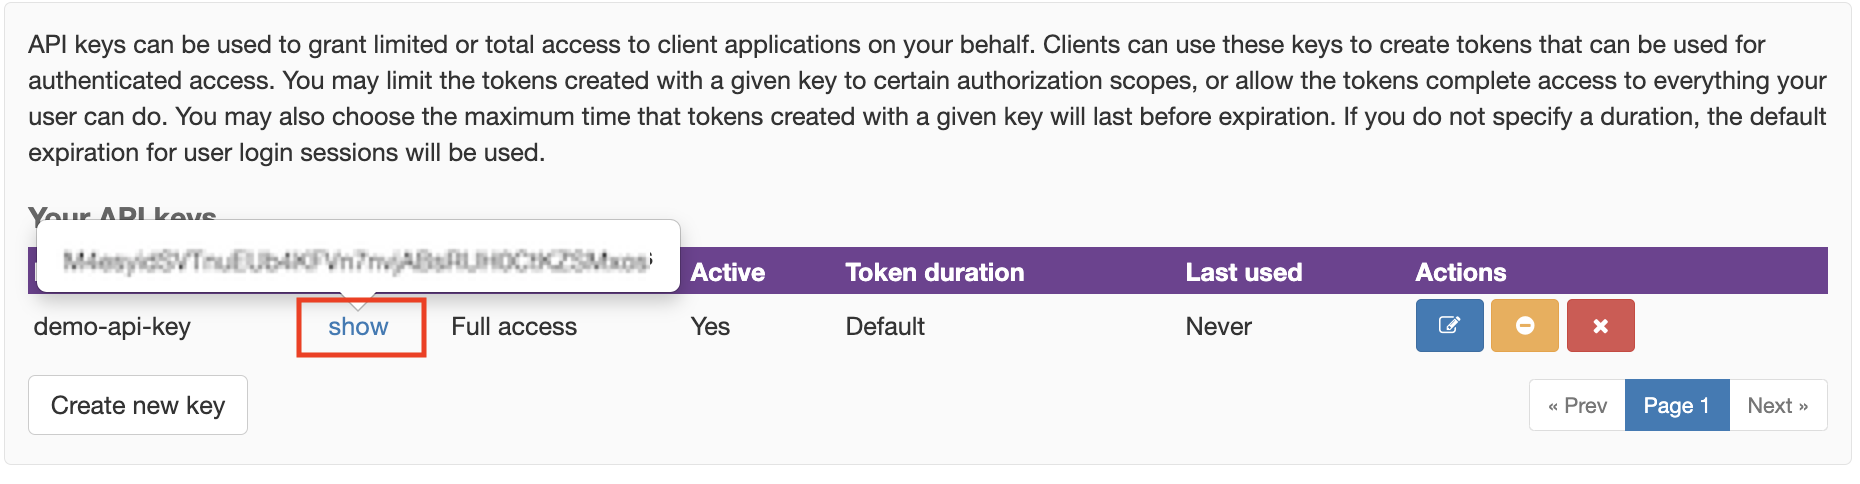 API keys can be used to grant limited or total access to client applications on your behalf. Clients can use these keys to create tokens that can be used for
authenticated access. You may limit the tokens created with a given key to certain authorization scopes, or allow the tokens complete access to everything your
user can do. You may also choose the maximum time that tokens created with a given key will last before expiration. If you do not specify a duration, the default
expiration for user login sessions will be used.
Your API keys
Active Token duration Last used Actions
demo-api-key show Full access Yes Default Never
Create new key « Prev Page 1 Next »